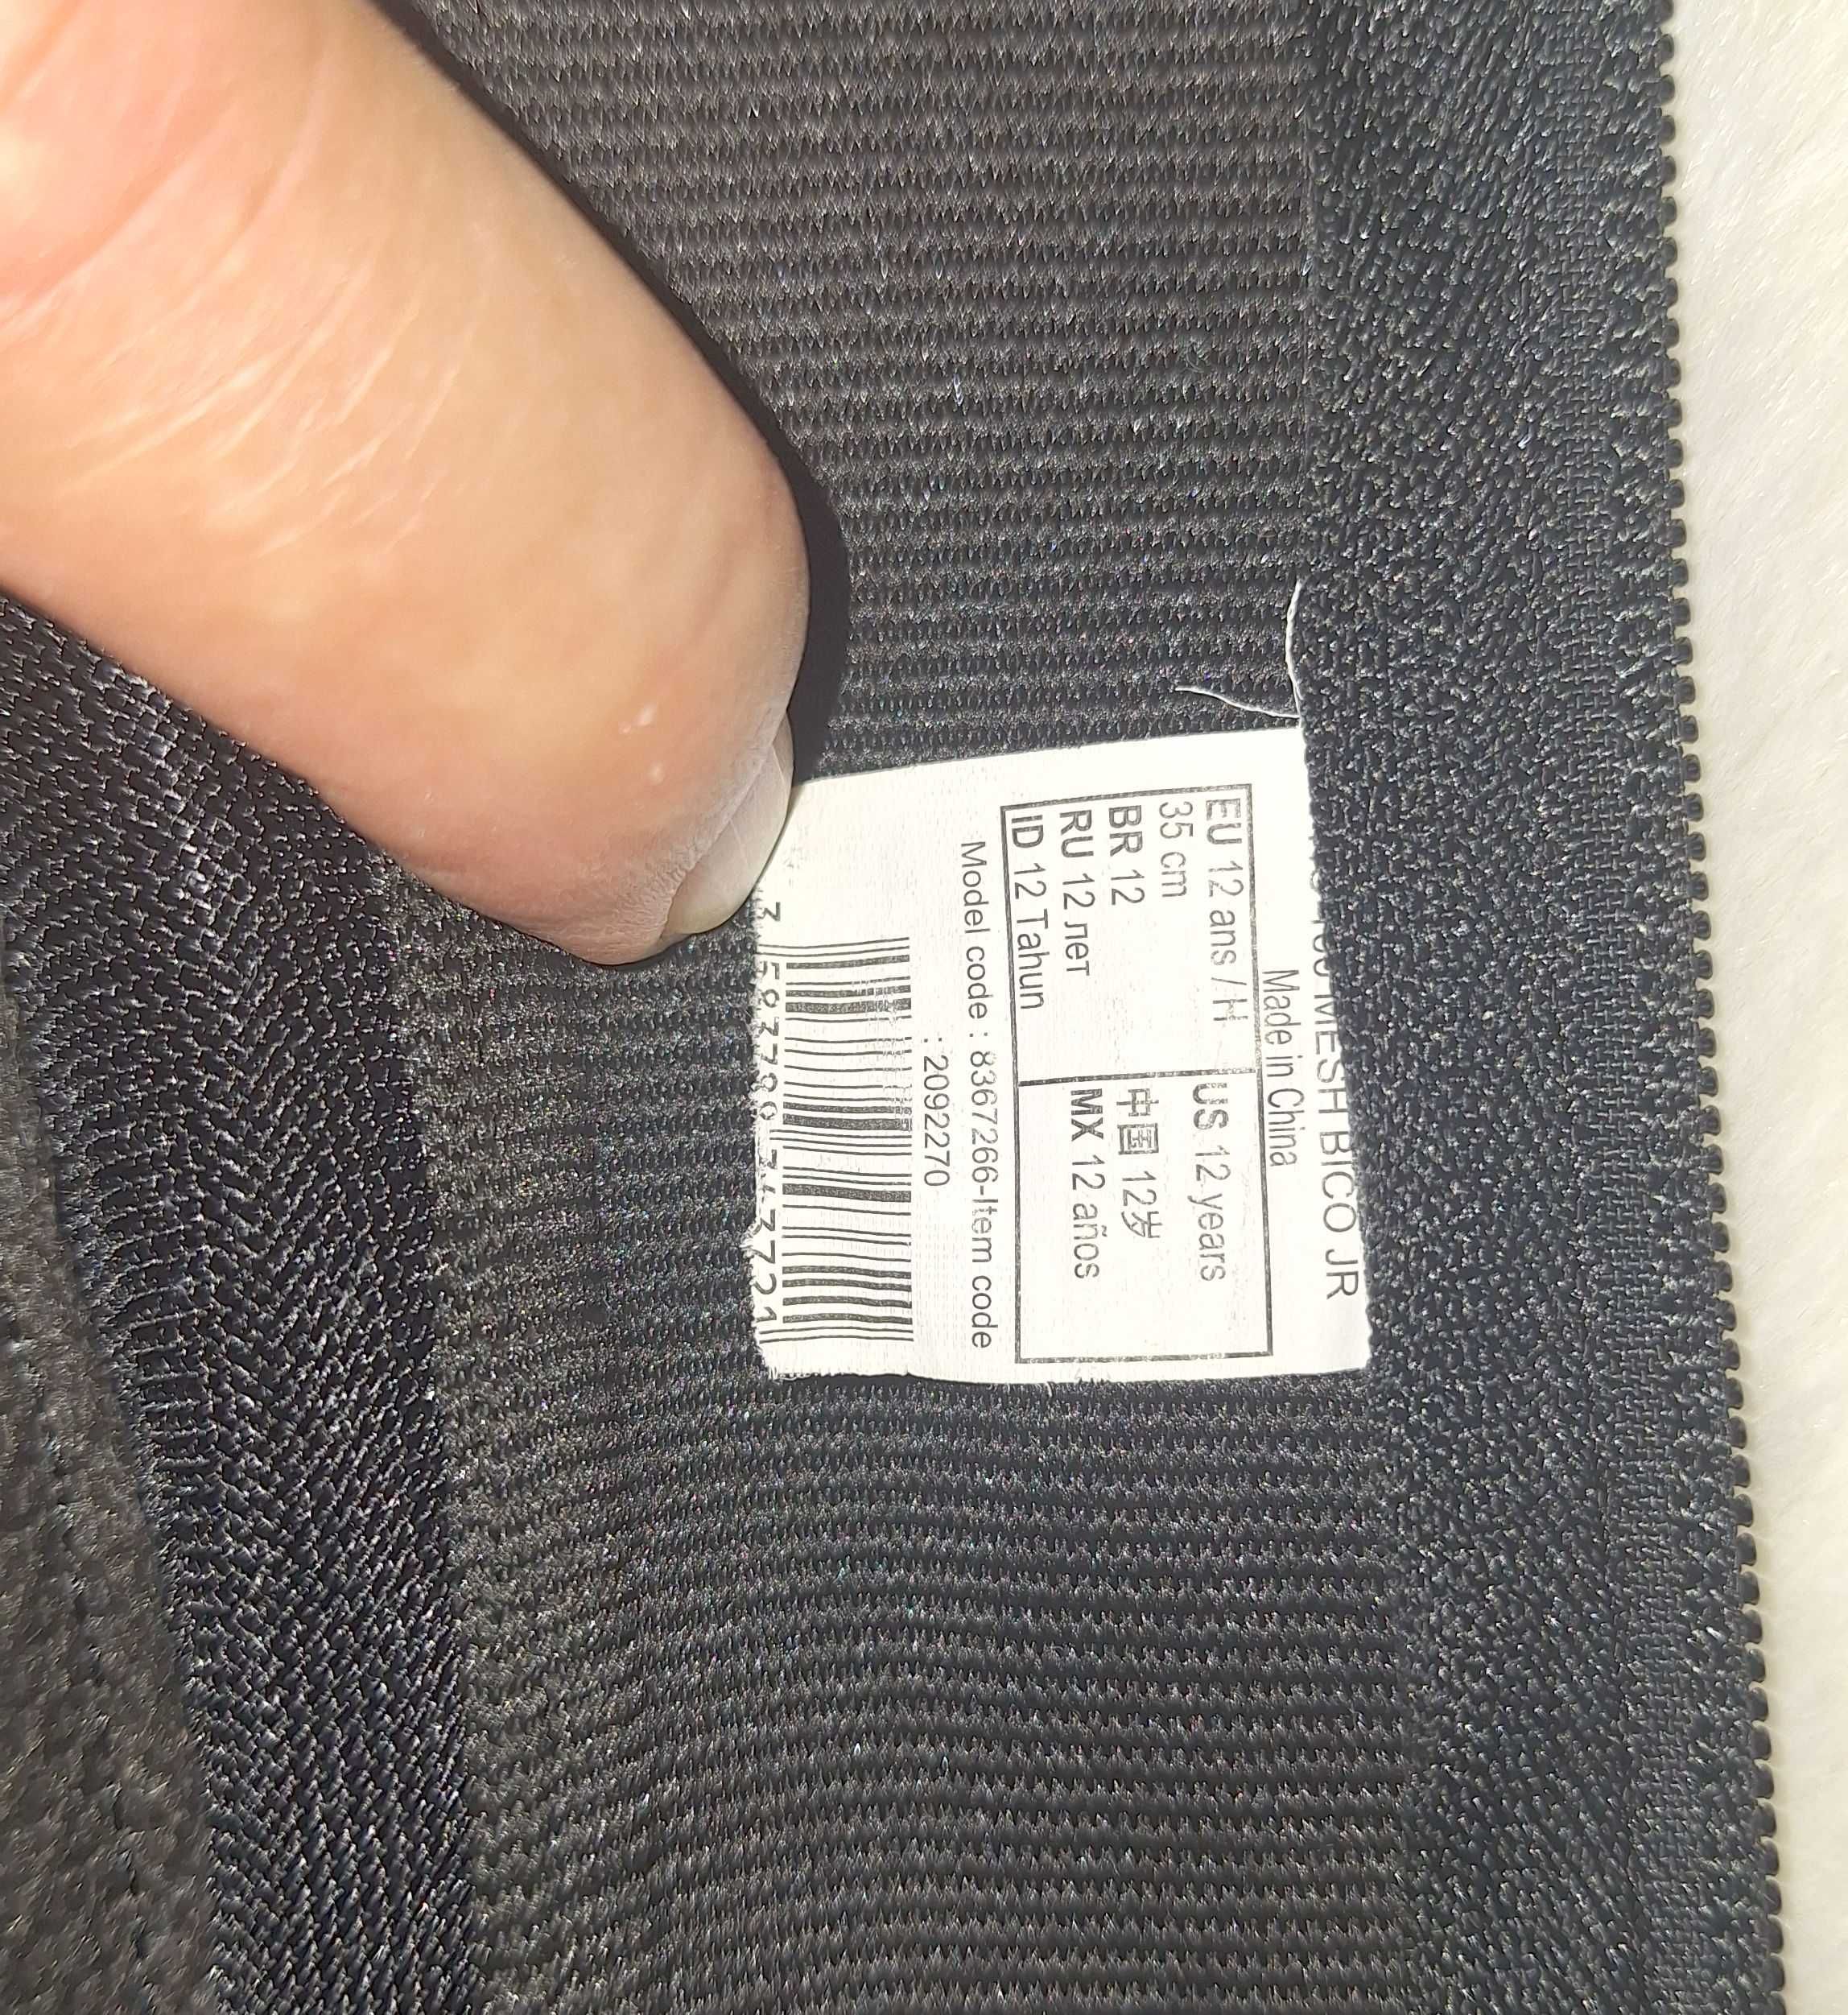 MESH BICO JR
Made in China
EU 12 ans / H
35 cm
BR 12
RU 12 лет
ID 12 Tahun
US 12 years
中国 12岁
MX 12 años
Model code : 8367266-Item code
: 2092270